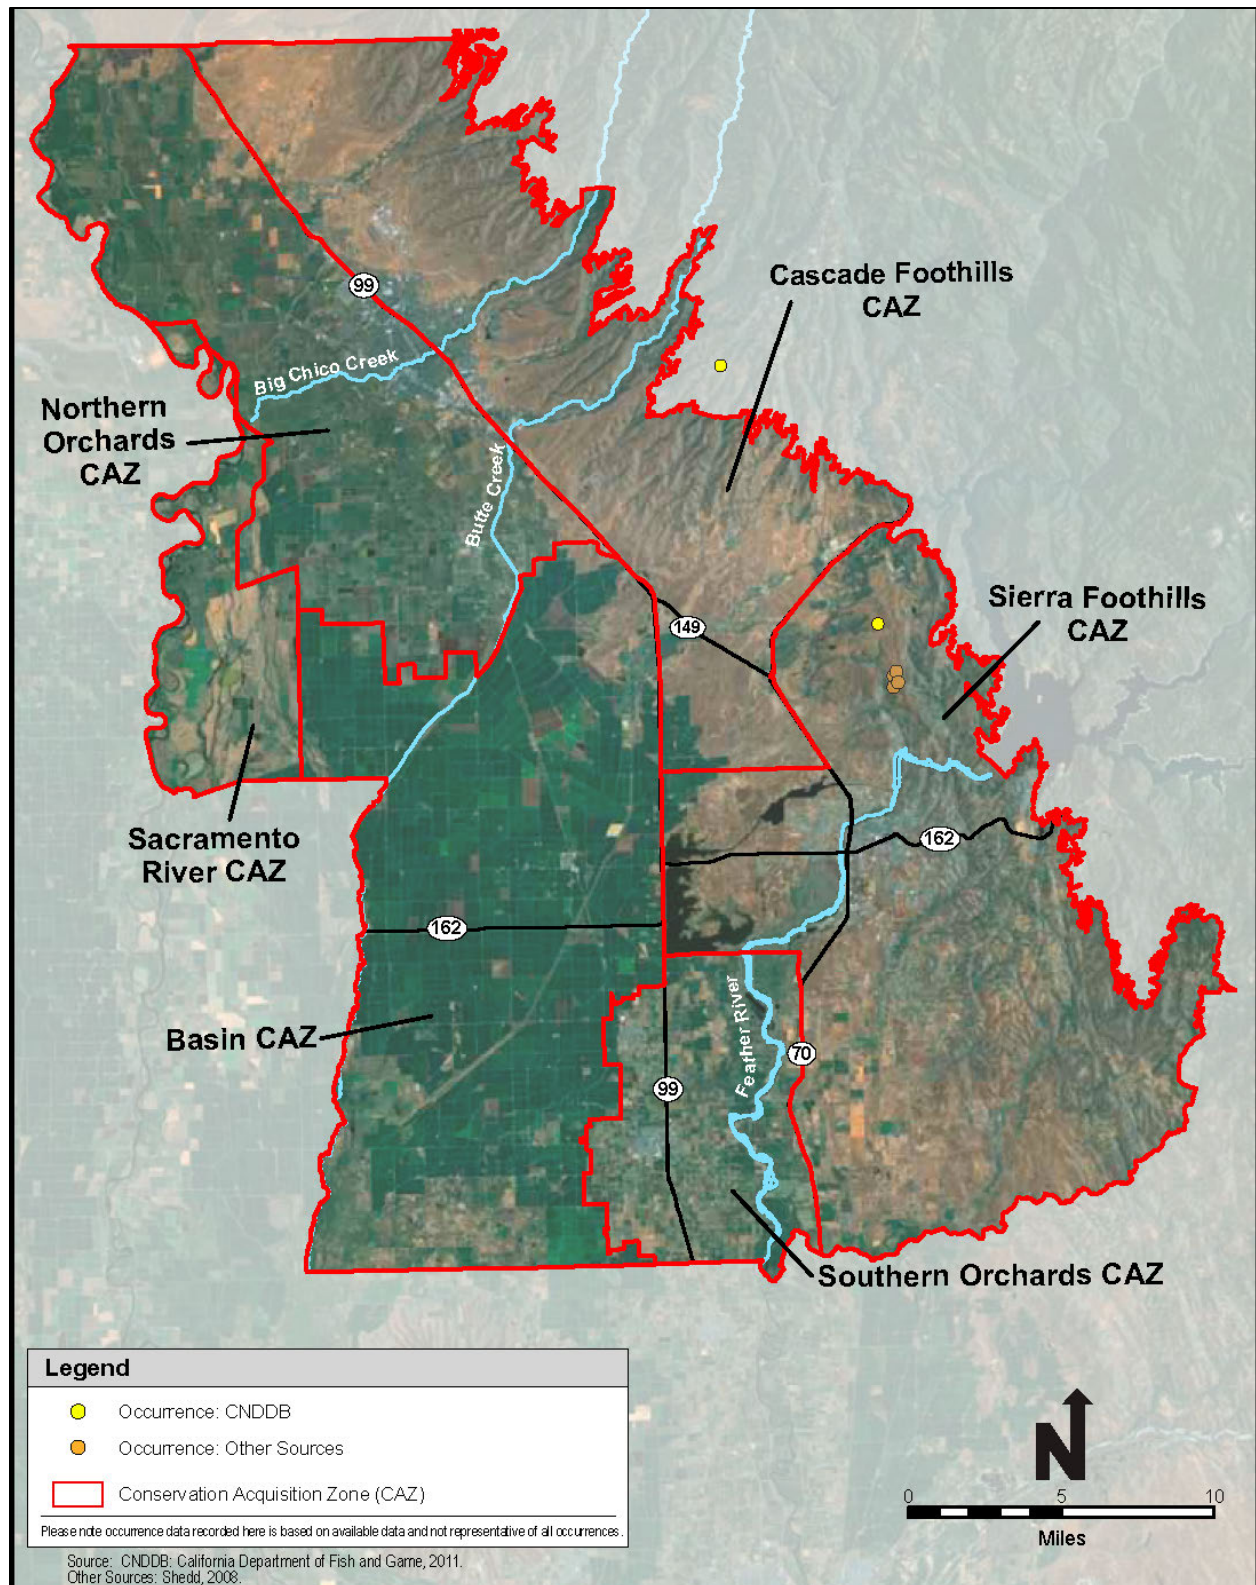 Cascade Foothills
CAZ
99
Big Chico Creek
Northern
Orchards
CAZ
Butte Creek
Sierra Foothills
CAZ
149
Sacramento
River CAZ
162
162
Basin CAZ
Feather River
70
99
Southern Orchards CAZ
Legend
Occurrence: CNDDB
Occurrence: Other Sources
Conservation Acquisition Zone (CAZ)
Please note occurrence data recorded here is based on available data and not representative of all occurrences.
Source: CNDDB: California Department of Fish and Game, 2011.
Other Sources: Shedd, 2008.
N
0 5 10
Miles